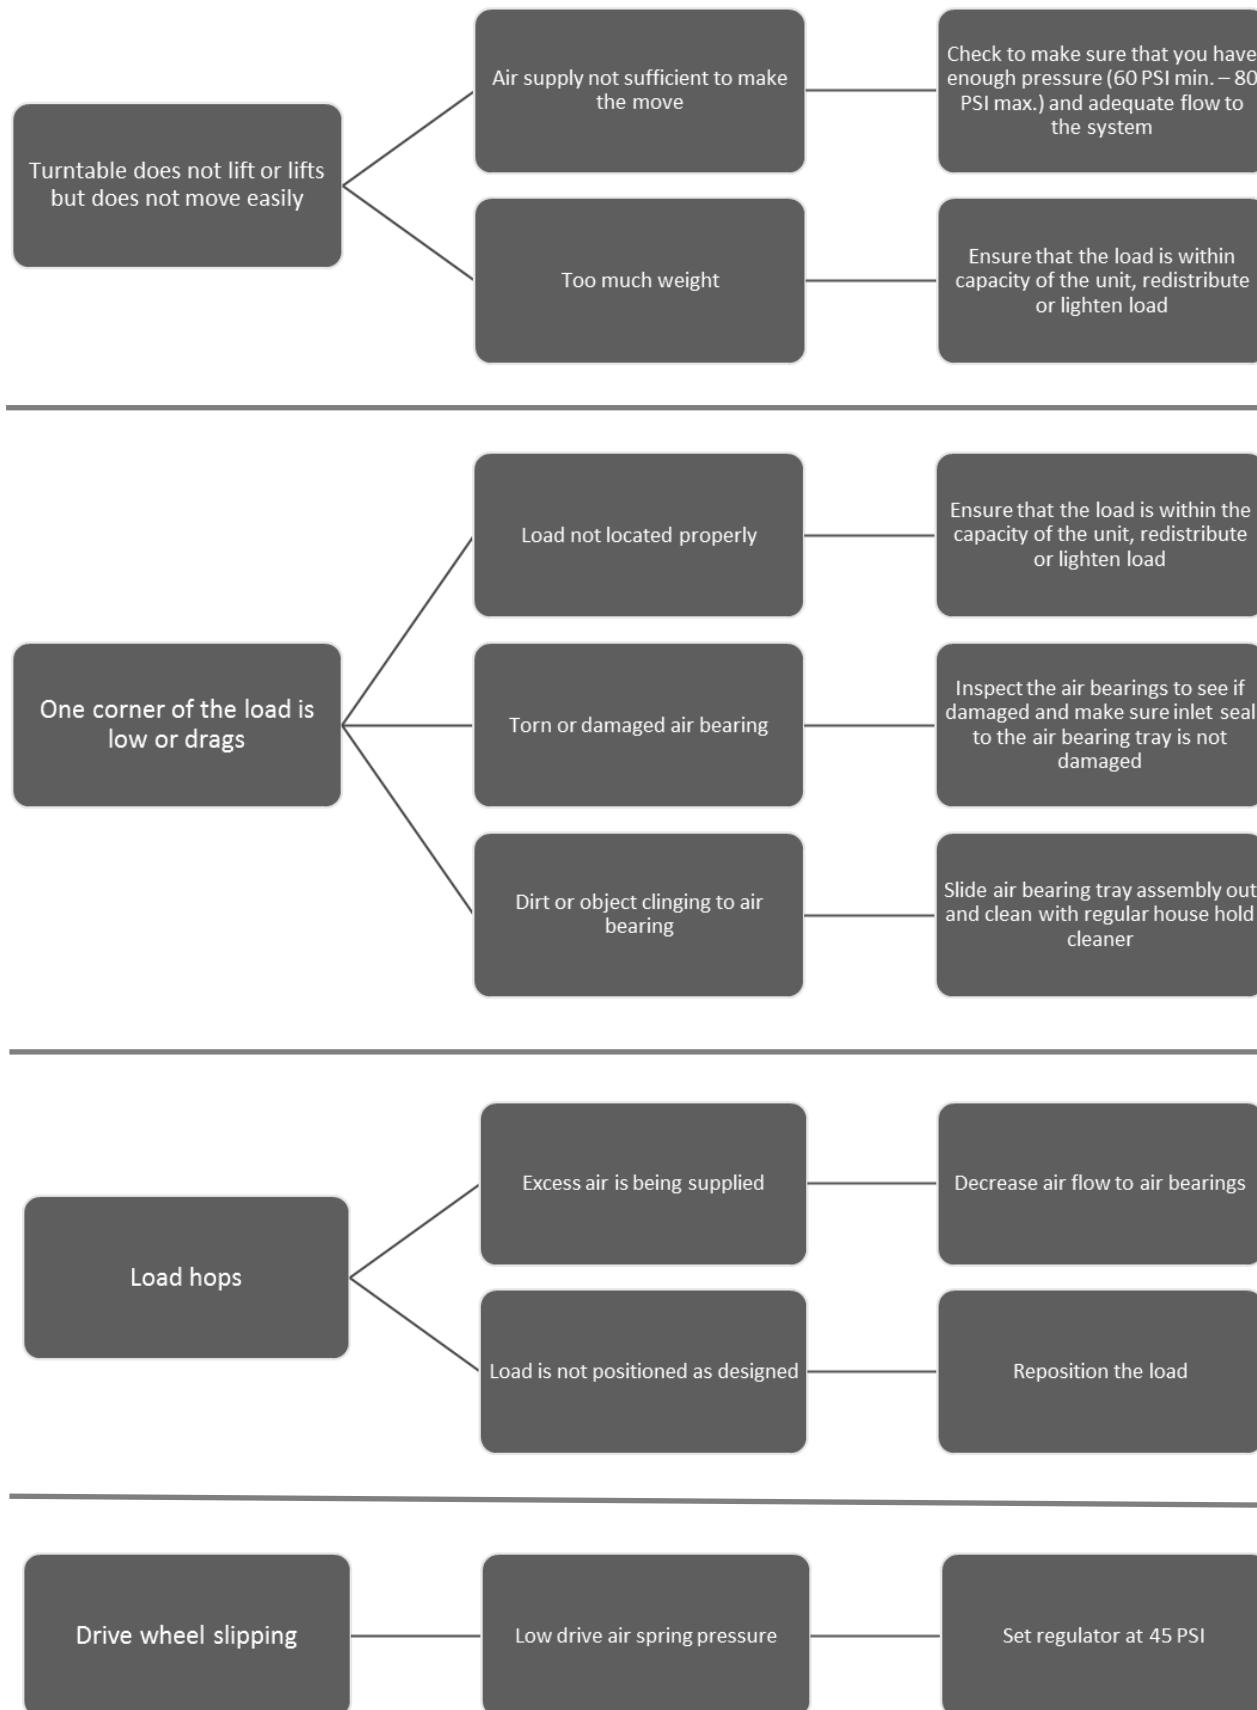 Turntable does not lift or lifts
but does not move easily
Air supply not sufficient to make
the move
Check to make sure that you have
enough pressure (60 PSI min. – 80
PSI max.) and adequate flow to
the system
Too much weight
Ensure that the load is within
capacity of the unit, redistribute
or lighten load
One corner of the load is
low or drags
Load not located properly
Ensure that the load is within the
capacity of the unit, redistribute
or lighten load
Torn or damaged air bearing
Inspect the air bearings to see if
damaged and make sure inlet seal
to the air bearing tray is not
damaged
Dirt or object clinging to air
bearing
Slide air bearing tray assembly out
and clean with regular house hold
cleaner
Load hops
Excess air is being supplied
Decrease air flow to air bearings
Load is not positioned as designed
Reposition the load
Drive wheel slipping
Low drive air spring pressure
Set regulator at 45 PSI